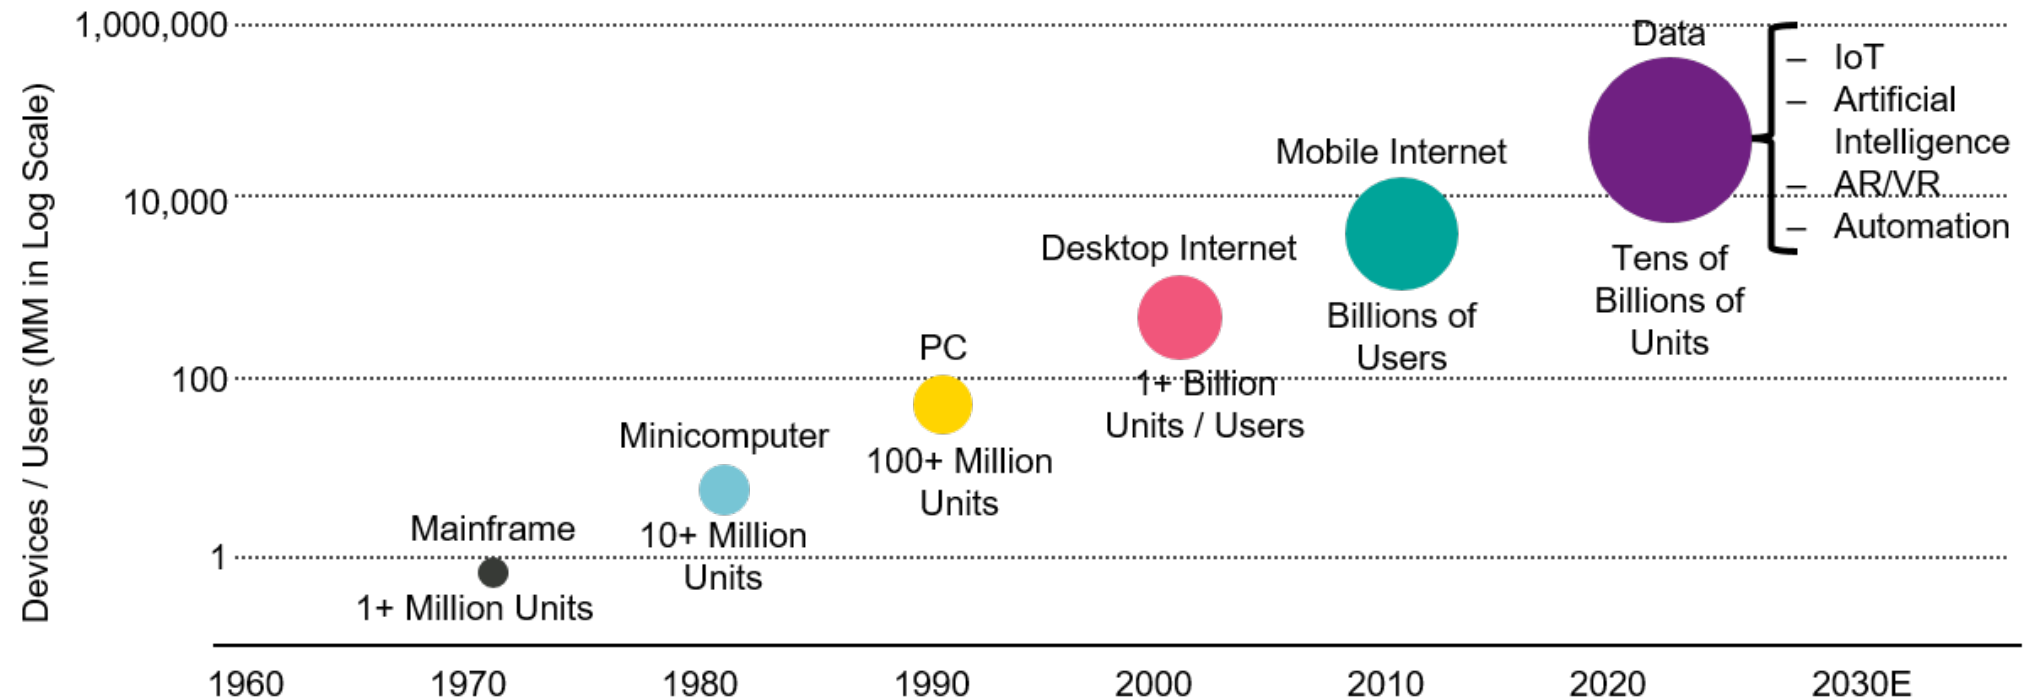 Devices / Users (MM in Log Scale)
1,000,000
10,000
100
1
Mainframe
1+ Million Units
Minicomputer
10+ Million
Units
PC
100+ Million
Units
Desktop Internet
1+ Billion
Units / Users
Mobile Internet
Billions of
Users
Data
Tens of
Billions of
Units
– IoT
– Artificial
Intelligence
– AR/VR
– Automation
1960 1970 1980 1990 2000 2010 2020 2030E